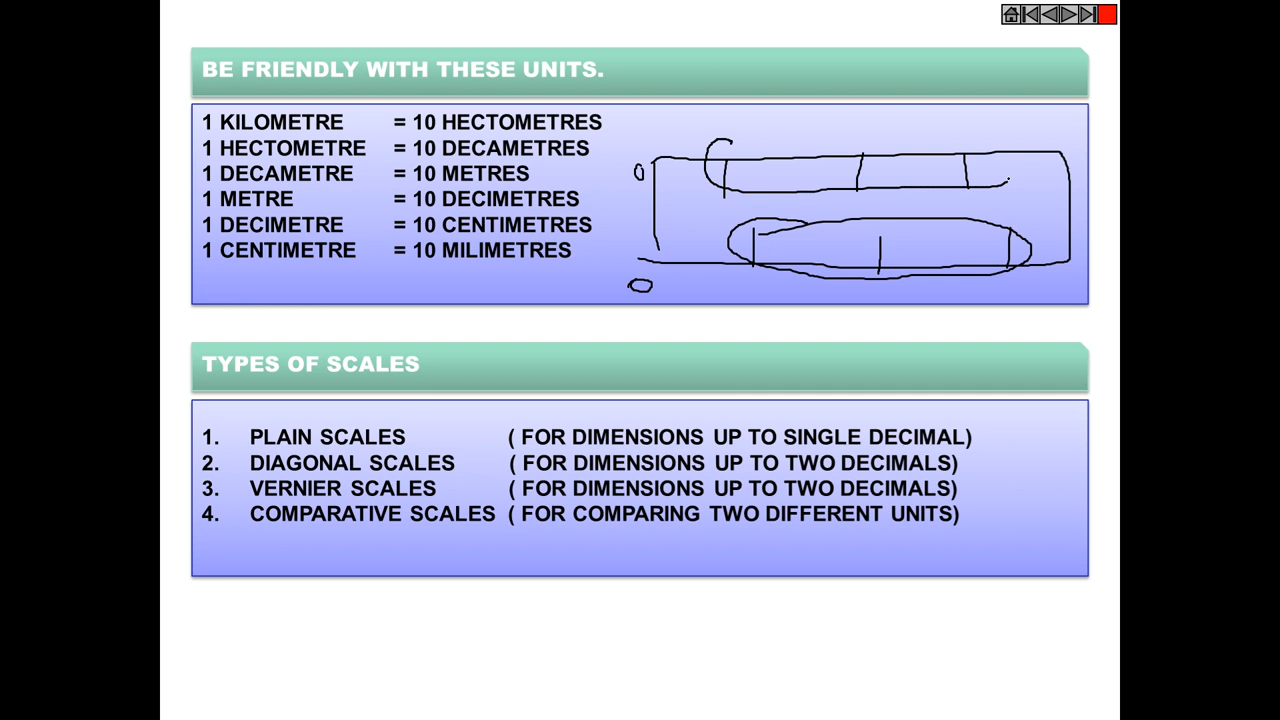 BE FRIENDLY WITH THESE UNITS.
1 KILOMETRE = 10 HECTOMETRES
1 HECTOMETRE = 10 DECAMETRES
1 DECAMETRE = 10 METRES
1 METRE = 10 DECIMETRES
1 DECIMETRE = 10 CENTIMETRES
1 CENTIMETRE = 10 MILIMETRES
0
0
TYPES OF SCALES
1. PLAIN SCALES ( FOR DIMENSIONS UP TO SINGLE DECIMAL)
2. DIAGONAL SCALES ( FOR DIMENSIONS UP TO TWO DECIMALS)
3. VERNIER SCALES ( FOR DIMENSIONS UP TO TWO DECIMALS)
4. COMPARATIVE SCALES ( FOR COMPARING TWO DIFFERENT UNITS)